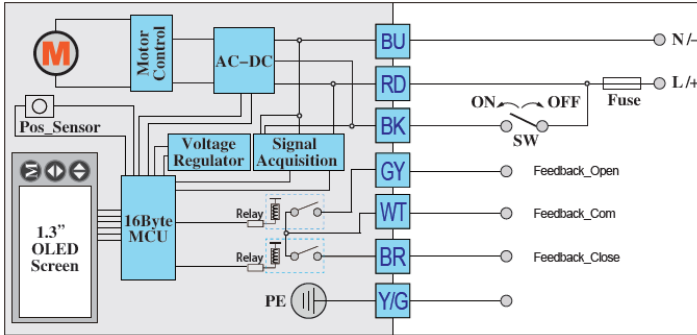 M
Motor
Control
AC-DC
BU
N/-
RD
L/+
Fuse
ON
OFF
BK
SW
Pos_Sensor
Voltage
Regulator
Signal
Acquisition
GY
Feedback_Open
M
1.3”
OLED
Screen
16Byte
MCU
Relay
WT
Feedback_Com
Relay
BR
Feedback_Close
PE
Y/G